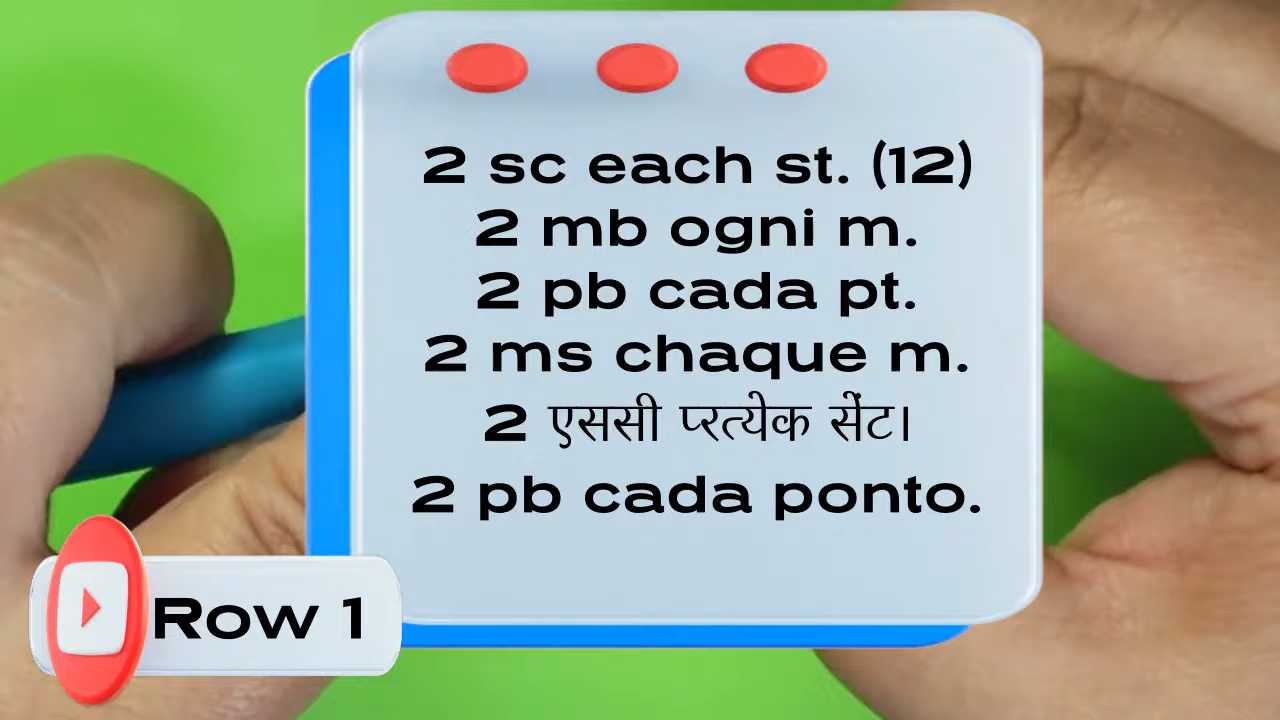 2 sc each st. (12)
2 mb ogni m.
2 pb cada pt.
2 ms chaque m.
2 एससी प्रत्येक सेंट।
2 pb cada ponto.
Row 1